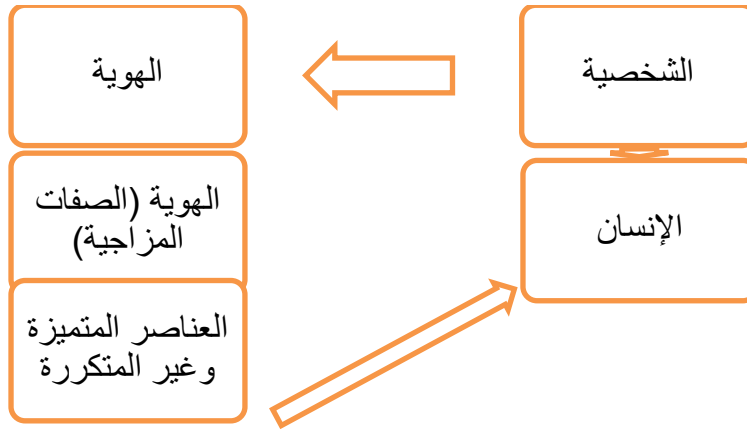 الشخصية
الهوية
الإنسان
الهوية (الصفات
المزاجية)
العناصر المتميزة
وغير المتكررة